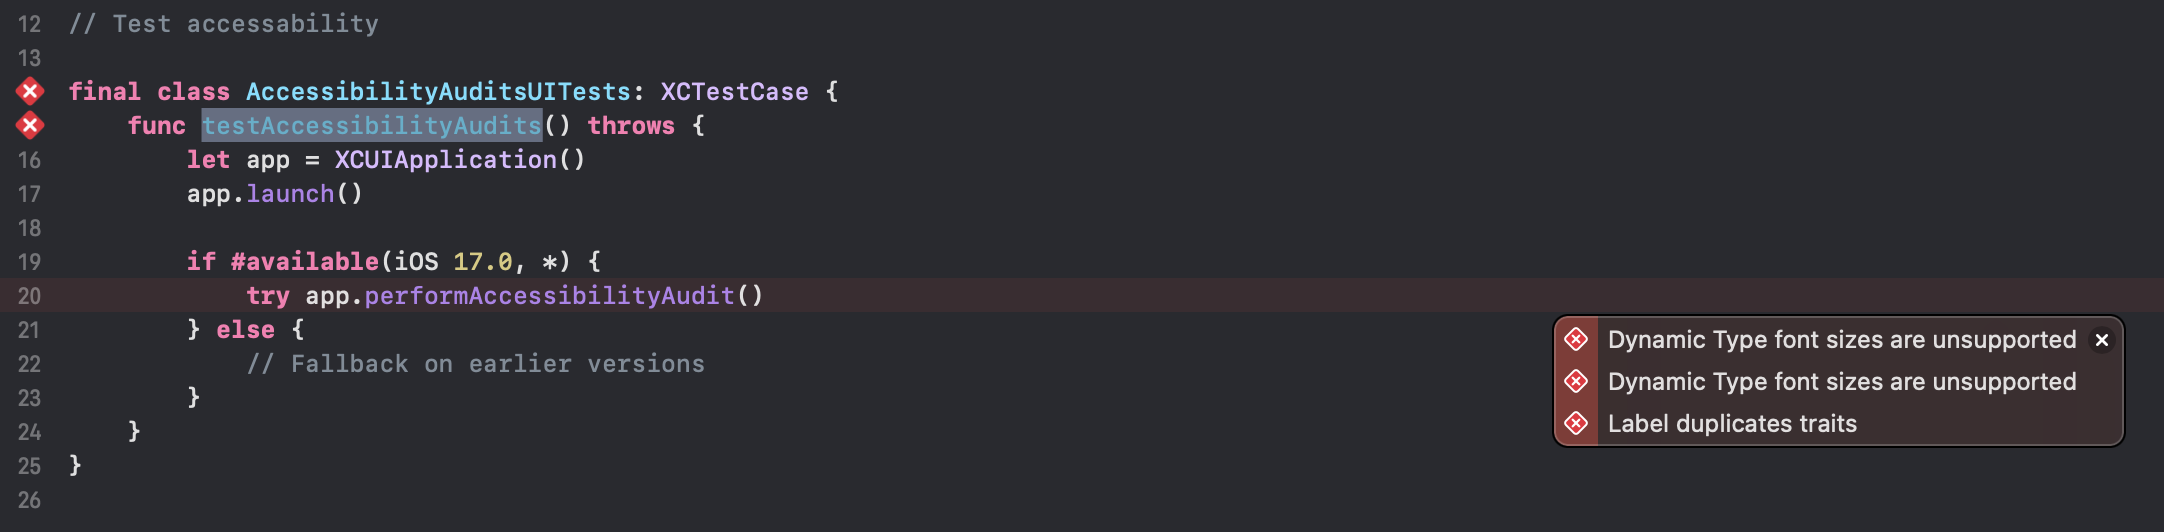 12 // Test accessability
13
final class AccessibilityAuditsUITests: XCTestCase {
func testAccessibilityAudits() throws {
16 let app = XCUIApplication()
17 app.launch()
18
19 if #available(iOS 17.0, *) {
20 try app.performAccessibilityAudit()
21 } else {
Dynamic Type font sizes are unsupported
22 // Fallback on earlier versions
Dynamic Type font sizes are unsupported
23 }
Label duplicates traits
24 }
25 }
26